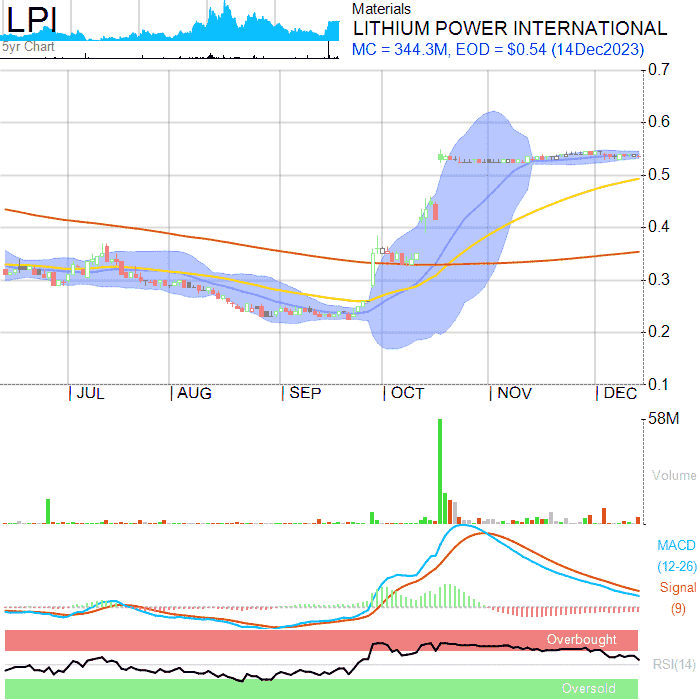 LPI
5yr Chart
Materials
LITHIUM POWER INTERNATIONAL
MC = 344.3M, EOD = $0.54 (14Dec2023)
0.7
0.6
0.5
0.4
0.3
0.2
0.1
JUL AUG SEP OCT NOV DEC
58M
Volume
MACD
(12-26)
Signal
(9)
Overbought
RSI(14)
Oversold